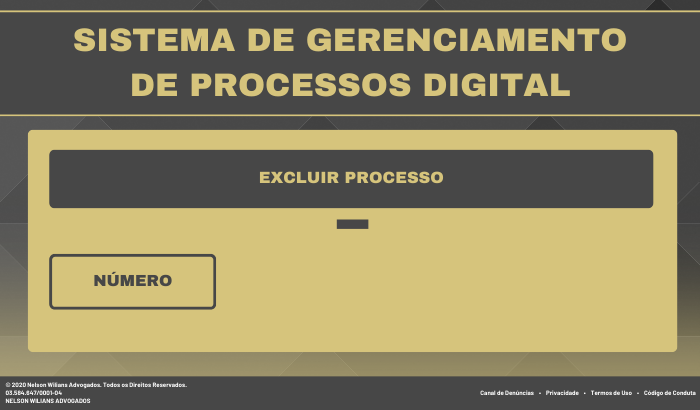 SISTEMA DE GERENCIAMENTO
DE PROCESSOS DIGITAL
EXCLUIR PROCESSO
NÚMERO
© 2020 Nelson Wilians Advogados. Todos os Direitos Reservados.
03.584.647/0001-04
NELSON WILIANS ADVOGADOS
Canal de Denúncias • Privacidade • Termos de Uso • Código de Conduta